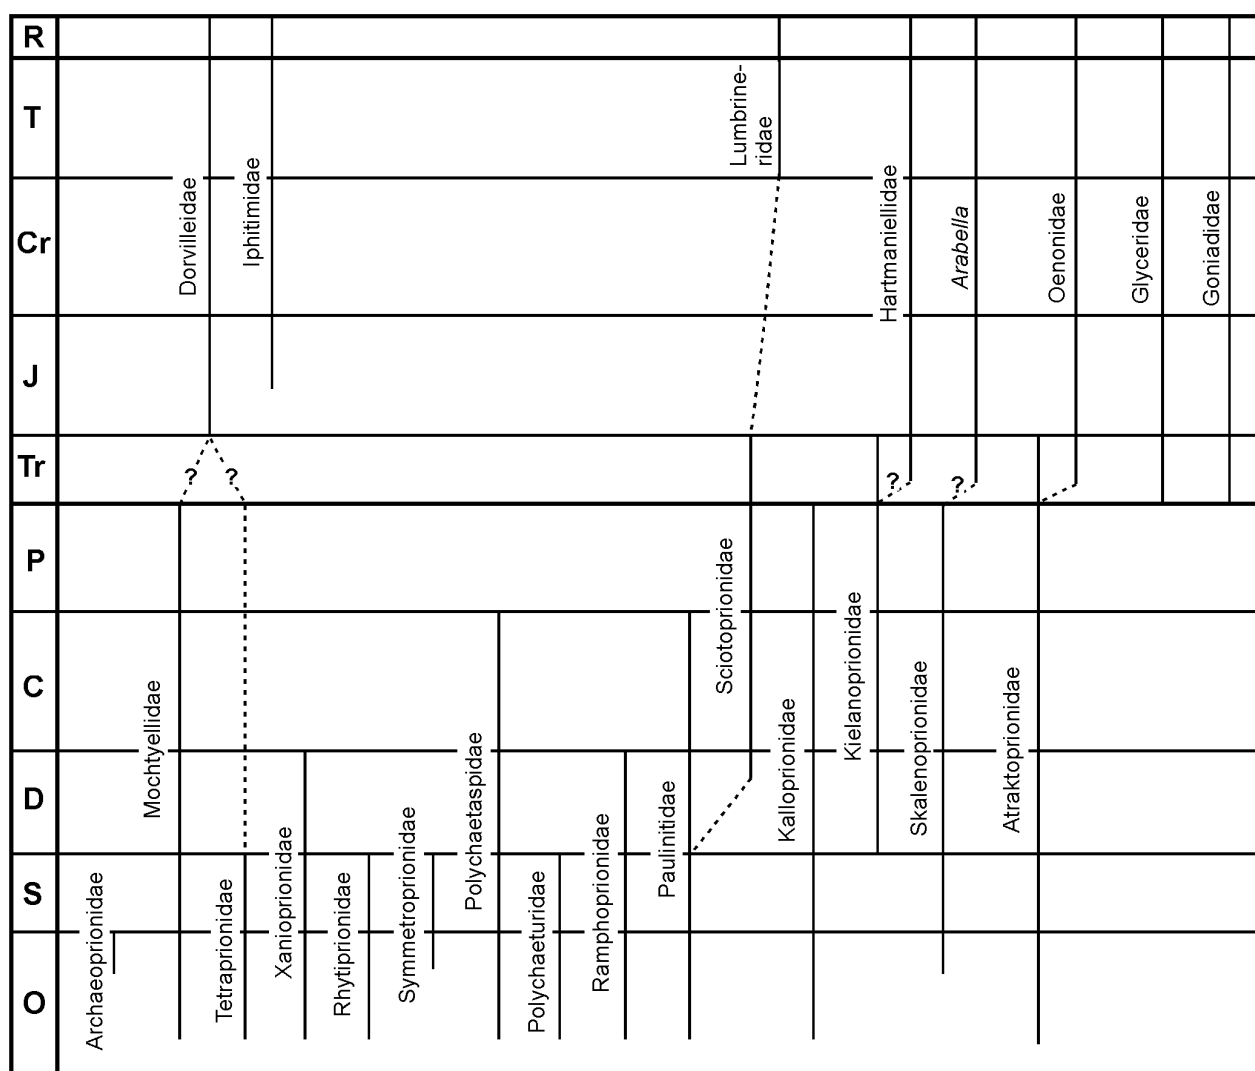 R
T
Lumbrine-
ridae
Cr
Dorvilleidae
Iphitimidae
Hartmaniellidae
Arabella
Oenonidae
Glyceridae
Goniadidae
J
Tr
?
?
?
?
P
Sciotoprionidae
Kielanoprionidae
C
Mochtyellidae
Kalloprionidae
Skalenoprionidae
Atraktoprionidae
D
Polychaetaspidae
Paulinitidae
S
Archaeoprionidae
Tetraprionidae
Xanioprionidae
Rhytiprionidae
Symmetroprionidae
Polychaeturidae
Ramphoprionidae
O